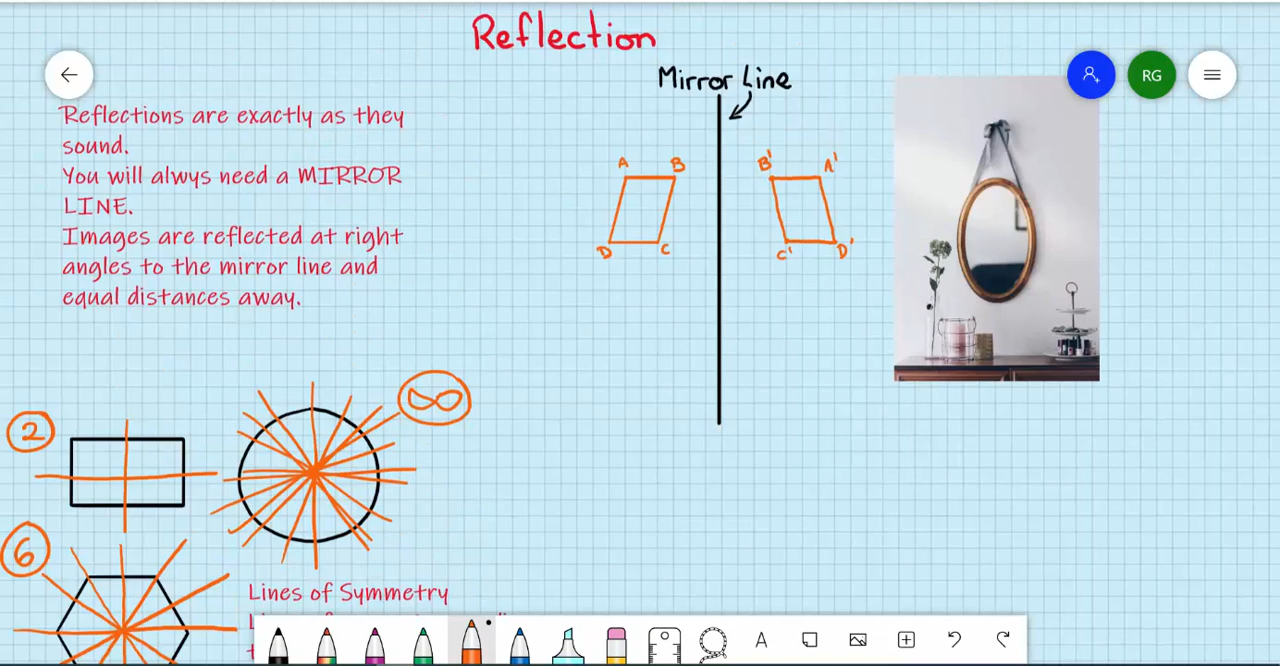 Reflection
Mirror Line
RG
Reflections are exactly as they
sound.
You will alwys need a MIRROR
LINE.
Images are reflected at right
angles to the mirror line and
equal distances away.
A B B' A'
D C C' D'
∞
2
6
Lines of Symmetry
A